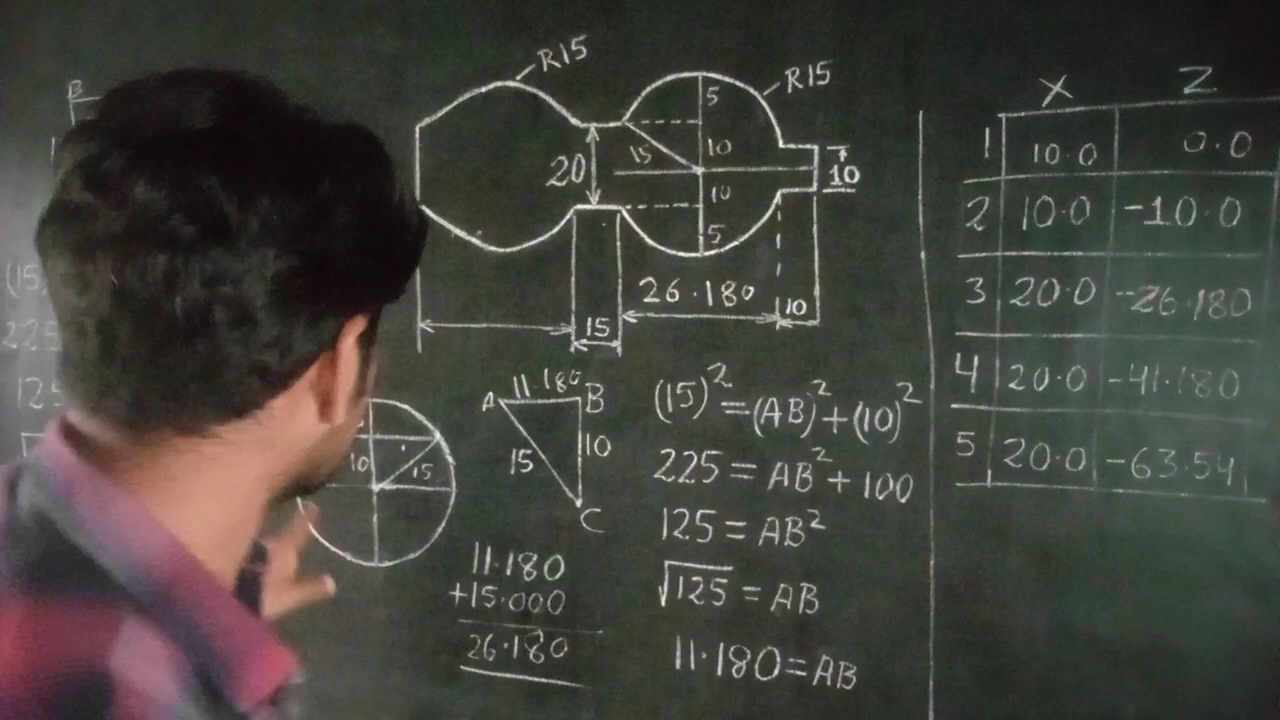 B
R15
R15
5
15
10
20
10
10
5
26.180
10
15
(15)
225
125
10
15
11.180
A
B
15
10
C
11.180
+15.000
26.180
(15)²=(AB)²+(10)²
225=AB²+100
125=AB²
√125=AB
11.180=AB
X Z
1 10.0 0.0
2 10.0 -10.0
3 20.0 -26.180
4 20.0 -41.180
5 20.0 -63.54